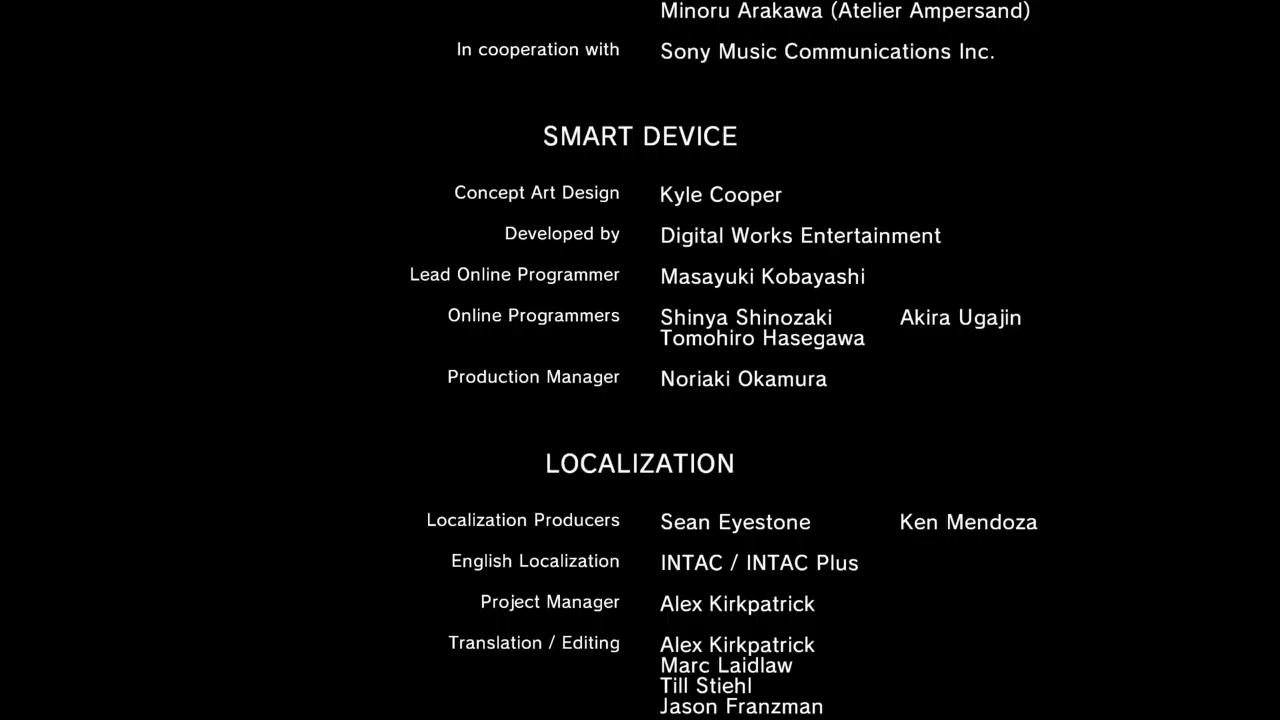 Minoru Arakawa (Atelier Ampersand)
In cooperation with Sony Music Communications Inc.
SMART DEVICE
Concept Art Design Kyle Cooper
Developed by Digital Works Entertainment
Lead Online Programmer Masayuki Kobayashi
Online Programmers Shinya Shinozaki Akira Ugajin
Tomohiro Hasegawa
Production Manager Noriaki Okamura
LOCALIZATION
Localization Producers Sean Eyestone Ken Mendoza
English Localization INTAC / INTAC Plus
Project Manager Alex Kirkpatrick
Translation / Editing Alex Kirkpatrick
Marc Laidlaw
Till Stiehl
Jason Franzman